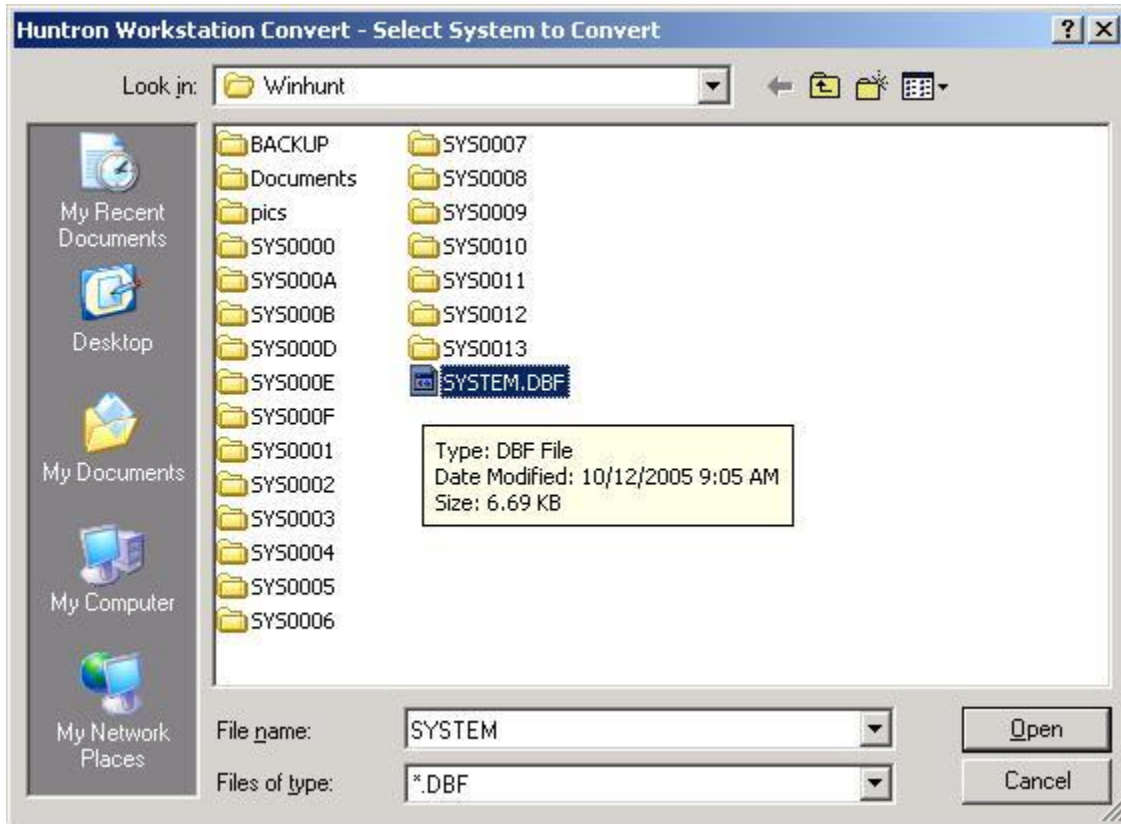 Huntron Workstation Convert - Select System to Convert
Look in: Winhunt
My Recent Documents
Desktop
My Documents
My Computer
My Network Places
BACKUP
Documents
pics
SYS0000
SYS000A
SYS000B
SYS000D
SYS000E
SYS000F
SYS0001
SYS0002
SYS0003
SYS0004
SYS0005
SYS0006
SYS0007
SYS0008
SYS0009
SYS0010
SYS0011
SYS0012
SYS0013
SYSTEM.DBF
Type: DBF File
Date Modified: 10/12/2005 9:05 AM
Size: 6.69 KB
File name: SYSTEM
Open
Files of type: *.DBF
Cancel